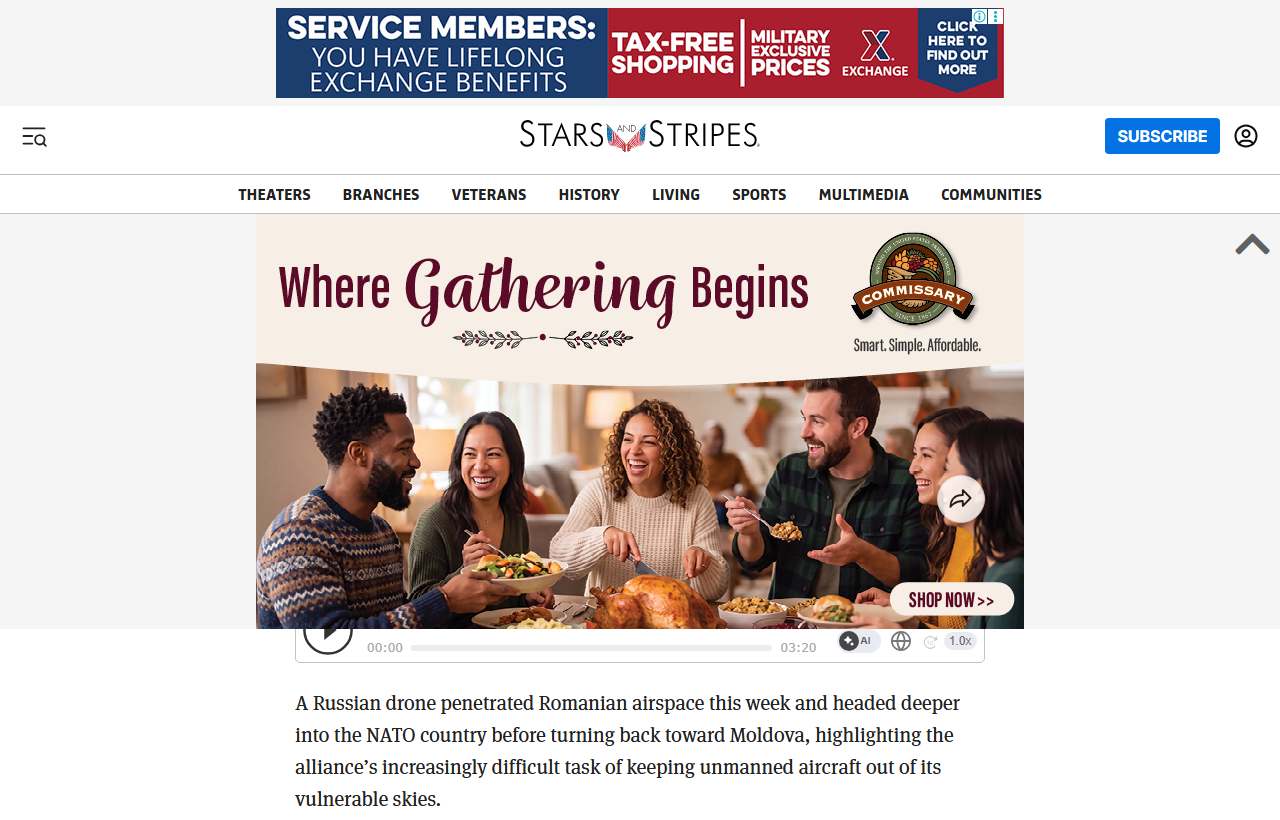 SERVICE MEMBERS:
YOU HAVE LIFELONG
EXCHANGE BENEFITS
TAX-FREE
SHOPPING
MILITARY
EXCLUSIVE
PRICES
EXCHANGE
CLICK
HERE TO
FIND OUT
MORE
STARS AND STRIPES
SUBSCRIBE
THEATERS BRANCHES VETERANS HISTORY LIVING SPORTS MULTIMEDIA COMMUNITIES
Where Gathering Begins
COMMISSARY
SINCE 1867
Smart. Simple. Affordable.
SHOP NOW >>
00:00 03:20 AI 1.0x
A Russian drone penetrated Romanian airspace this week and headed deeper
into the NATO country before turning back toward Moldova, highlighting the
alliance’s increasingly difficult task of keeping unmanned aircraft out of its
vulnerable skies.